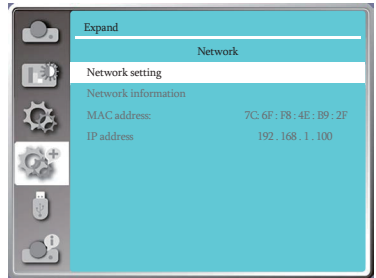 Expand
Network
Network setting
Network information
MAC address: 7C: 6F : F8 : 4E : B9 : 2F
IP address 192 . 168 . 1 . 100